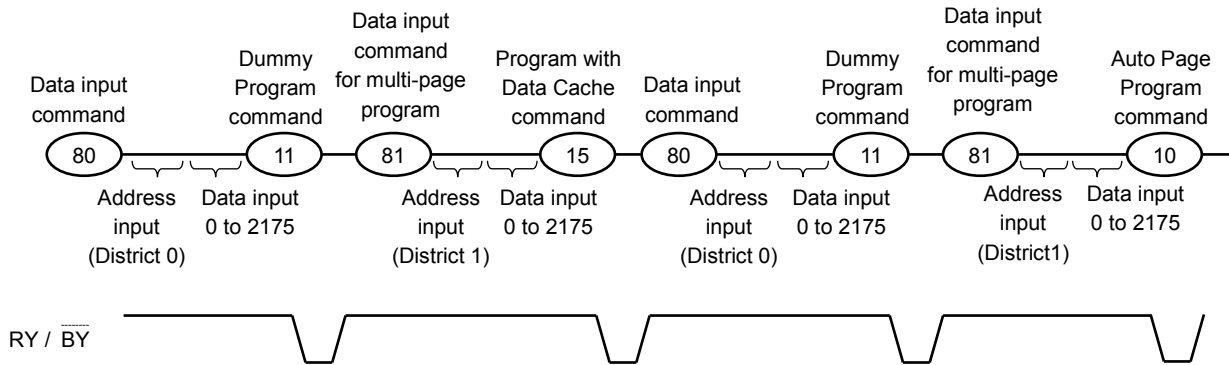 Data input
command
80
Dummy
Program
command
11
Data input
command
for multi-page
program
81
Program with
Data Cache
command
15
Data input
command
80
Dummy
Program
command
11
Data input
command
for multi-page
program
81
Auto Page
Program
command
10
Address
input
(District 0)
Data input
0 to 2175
Address
input
(District 1)
Data input
0 to 2175
Address
input
(District 0)
Data input
0 to 2175
Address
input
(District1)
Data input
0 to 2175
RY / BY